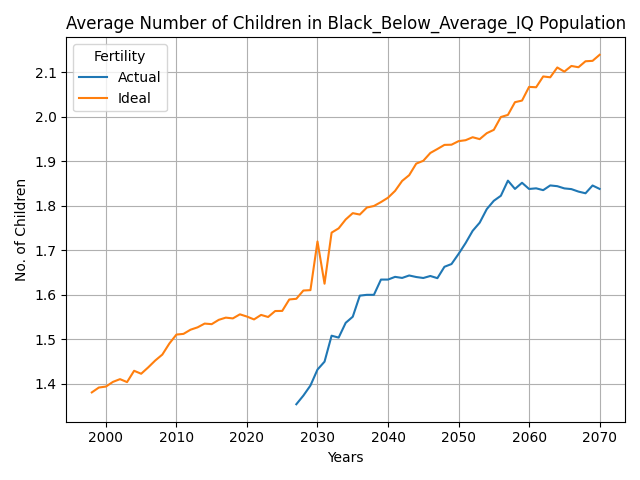 Average Number of Children in Black_Below_Average_IQ Population
Fertility
Actual
Ideal
No. of Children
2.1
2.0
1.9
1.8
1.7
1.6
1.5
1.4
2000 2010 2020 2030 2040 2050 2060 2070
Years